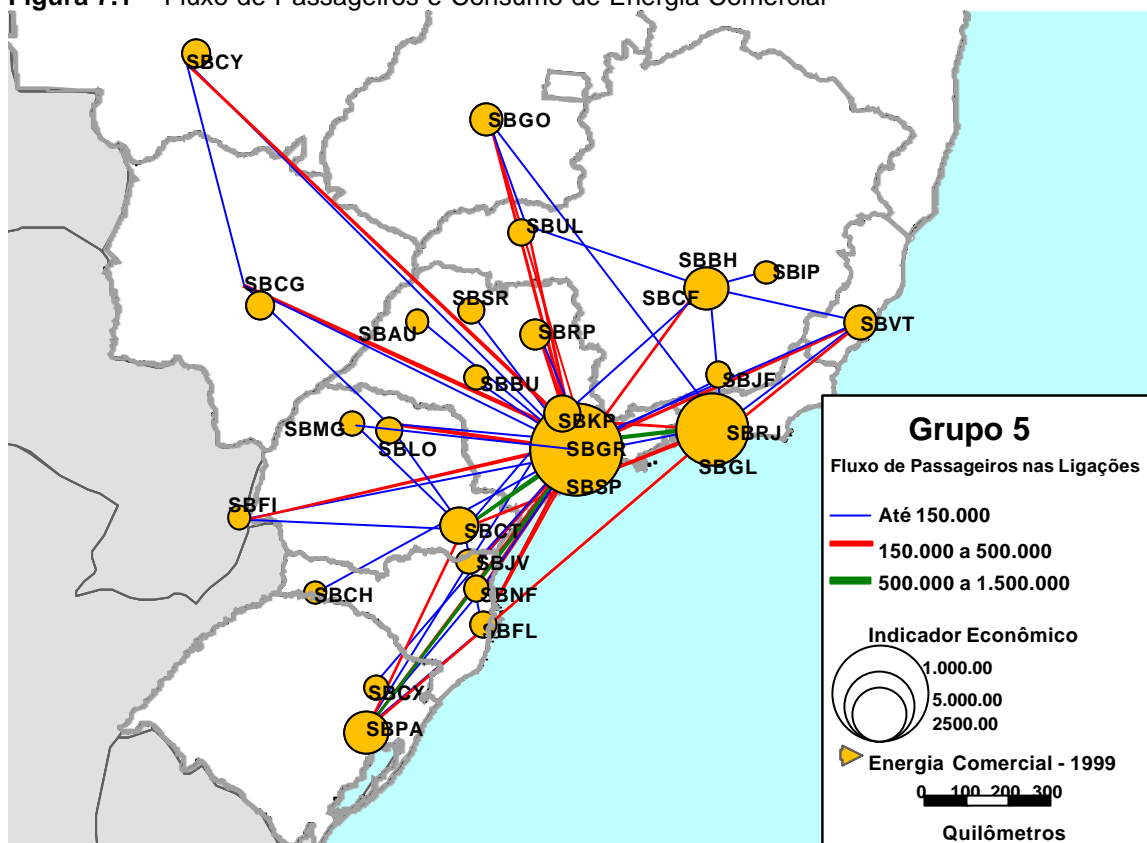 Figura 7.1 – Fluxo de Passageiros e Consumo de Energia Comercial
SBCY
SBGO
SBUL
SBBH
SBIP
SBCF
SBCG
SBSR
SBAU
SBRP
SBVT
SBJF
SBBU
SBMG
SBLO
SBKP
SBGR
SBSP
SBRJ
SBGL
SBFI
SBCT
SBJV
SBCH
SBNF
SBFL
SBCX
SBPA
Grupo 5
Fluxo de Passageiros nas Ligações
Até 150.000
150.000 a 500.000
500.000 a 1.500.000
Indicador Econômico
1.000.00
5.000.00
2500.00
Energia Comercial - 1999
0 100 200 300
Quilômetros